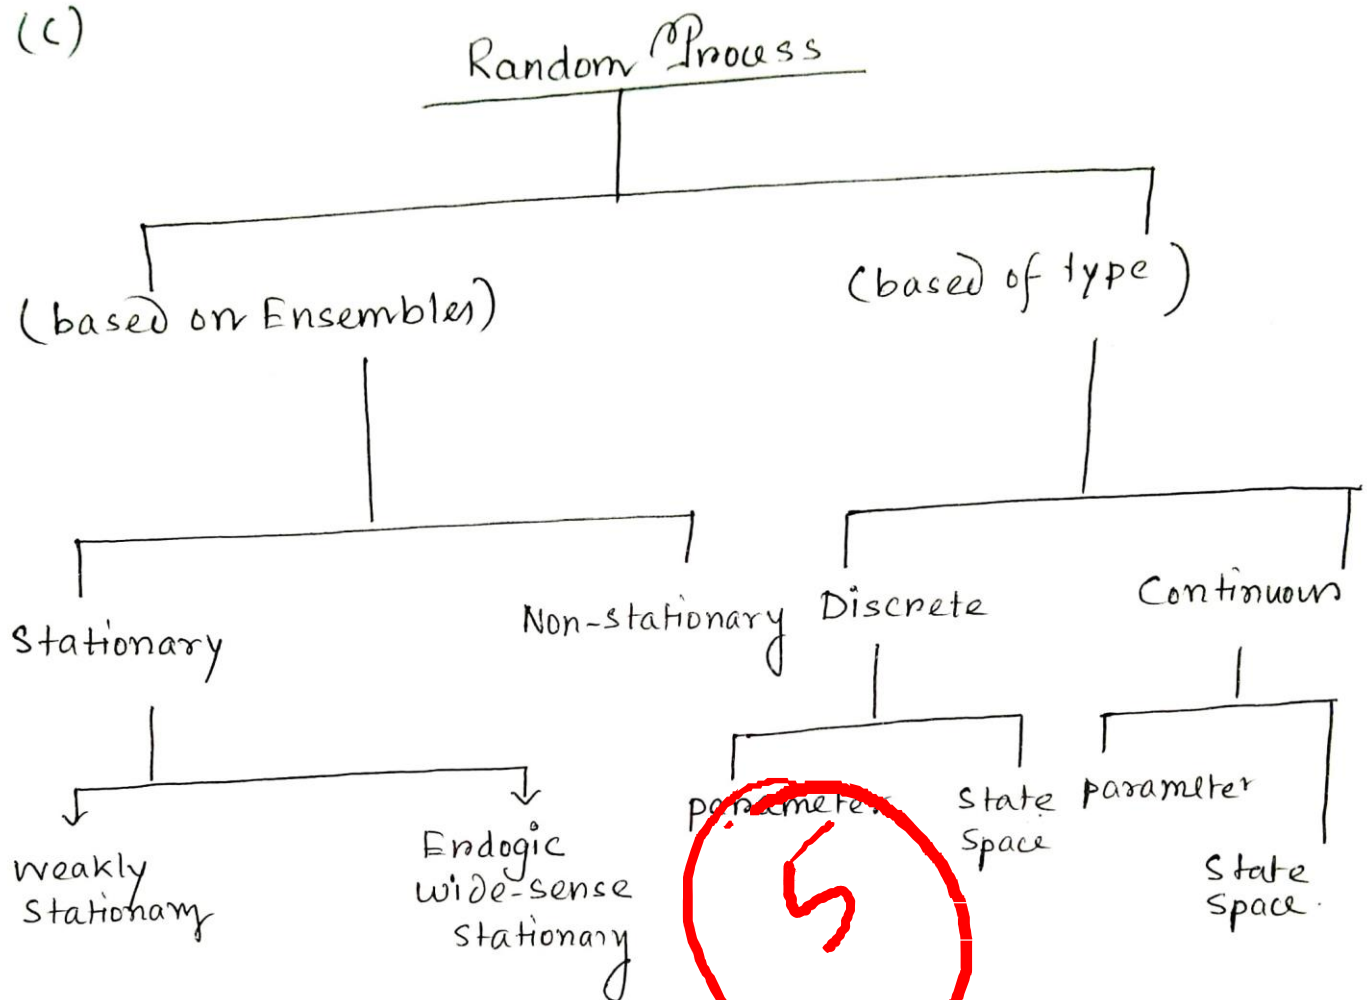 (C)
Random Process
(based on Ensembles)
(based of type)
Stationary
Non-stationary
Discrete
Continuous
weakly
Stationary
Endogic
wide-sense
Stationary
parameter
State
Space
parameter
State
Space.
5